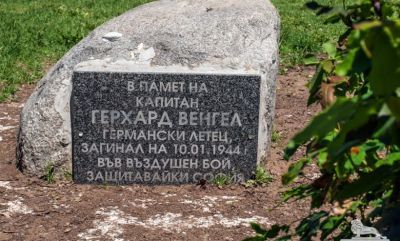 В ПАМЕТ НА
КАПИТАН
ГЕРХАРД ВЕНГЕЛ
ГЕРМАНСКИ ЛЕТЕЦ,
ЗАГИНАЛ НА 10.01.1944 г.
ВЪВ ВЪЗДУШЕН БОЙ,
ЗАЩИТАВАЙКИ СОФИЯ